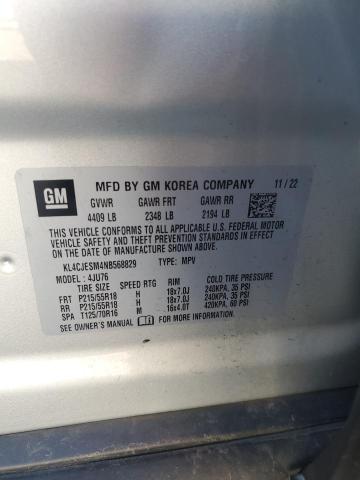 GM
MFD BY GM KOREA COMPANY 11/22
GVWR GAWR FRT GAWR RR
4409 LB 2348 LB 2194 LB
THIS VEHICLE CONFORMS TO ALL APPLICABLE U.S. FEDERAL MOTOR
VEHICLE SAFETY, BUMPER, AND THEFT PREVENTION STANDARDS IN EFFECT
ON THE DATE OF MANUFACTURE SHOWN ABOVE.
KL4CJESM4NB568829 TYPE: MPV
MODEL: 4JU76
TIRE SIZE SPEED RTG RIM
FRT P215/55R18 H 18x7.0J 240KPA, 35 PSI
RR P215/55R18 H 18x7.0J 240KPA, 35 PSI
SPA T125/70R16 M 16x4.0T 420KPA, 60 PSI
SEE OWNER'S MANUAL FOR MORE INFORMATION.